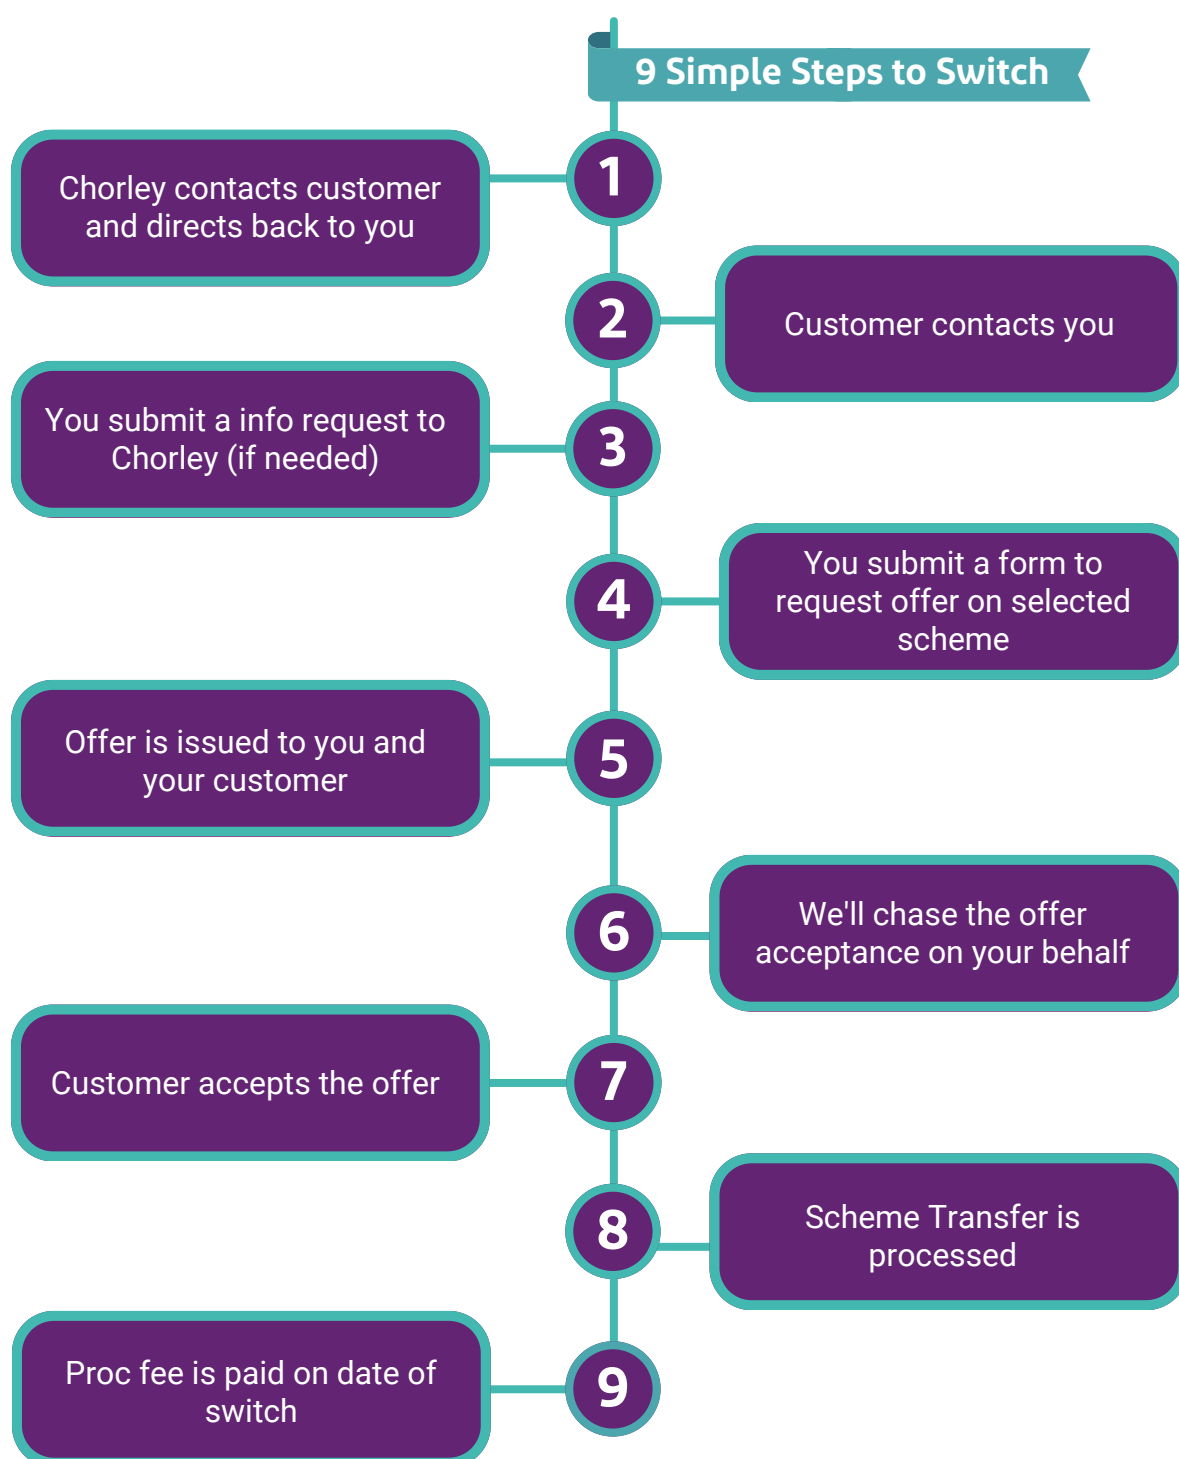 9 Simple Steps to Switch
1
Chorley contacts customer
and directs back to you
2
Customer contacts you
3
You submit a info request to
Chorley (if needed)
4
You submit a form to
request offer on selected
scheme
5
Offer is issued to you and
your customer
6
We'll chase the offer
acceptance on your behalf
7
Customer accepts the offer
8
Scheme Transfer is
processed
9
Proc fee is paid on date of
switch